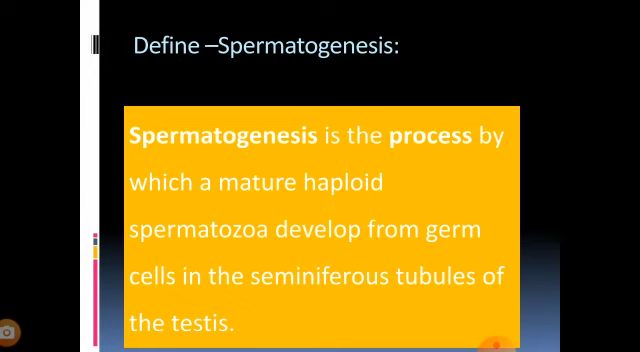 Define –Spermatogenesis:
Spermatogenesis is the process by
which a mature haploid
spermatozoa develop from germ
cells in the seminiferous tubules of
the testis.